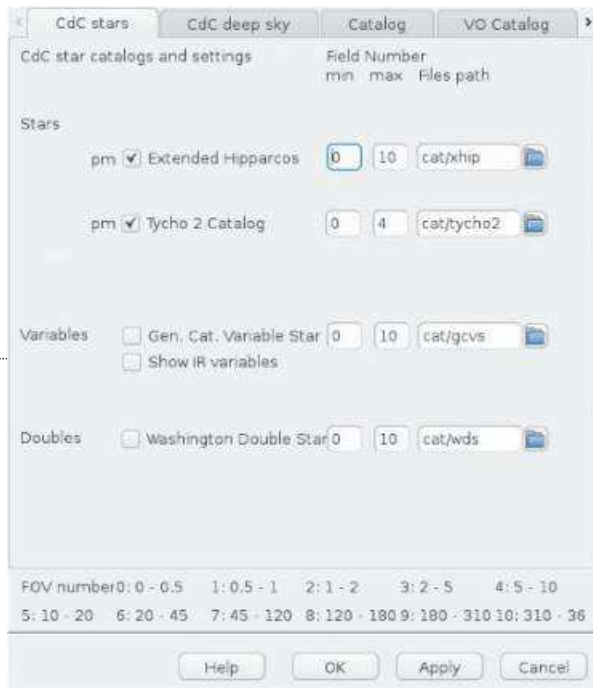 CdC stars CdC deep sky Catalog VO Catalog
CdC star catalogs and settings Field Number
min max Files path
Stars
pm Extended Hipparcos 0 10 cat/xhip
pm Tycho 2 Catalog 0 4 cat/tycho2
Variables Gen. Cat. Variable Star 0 10 cat/gcvs
Show IR variables
Doubles Washington Double Star 0 10 cat/wds
FOV number 0: 0 - 0.5 1: 0.5 - 1 2: 1 - 2 3: 2 - 5 4: 5 - 10
5: 10 - 20 6: 20 - 45 7: 45 - 120 8: 120 - 180 9: 180 - 310 10: 310 - 36
Help OK Apply Cancel